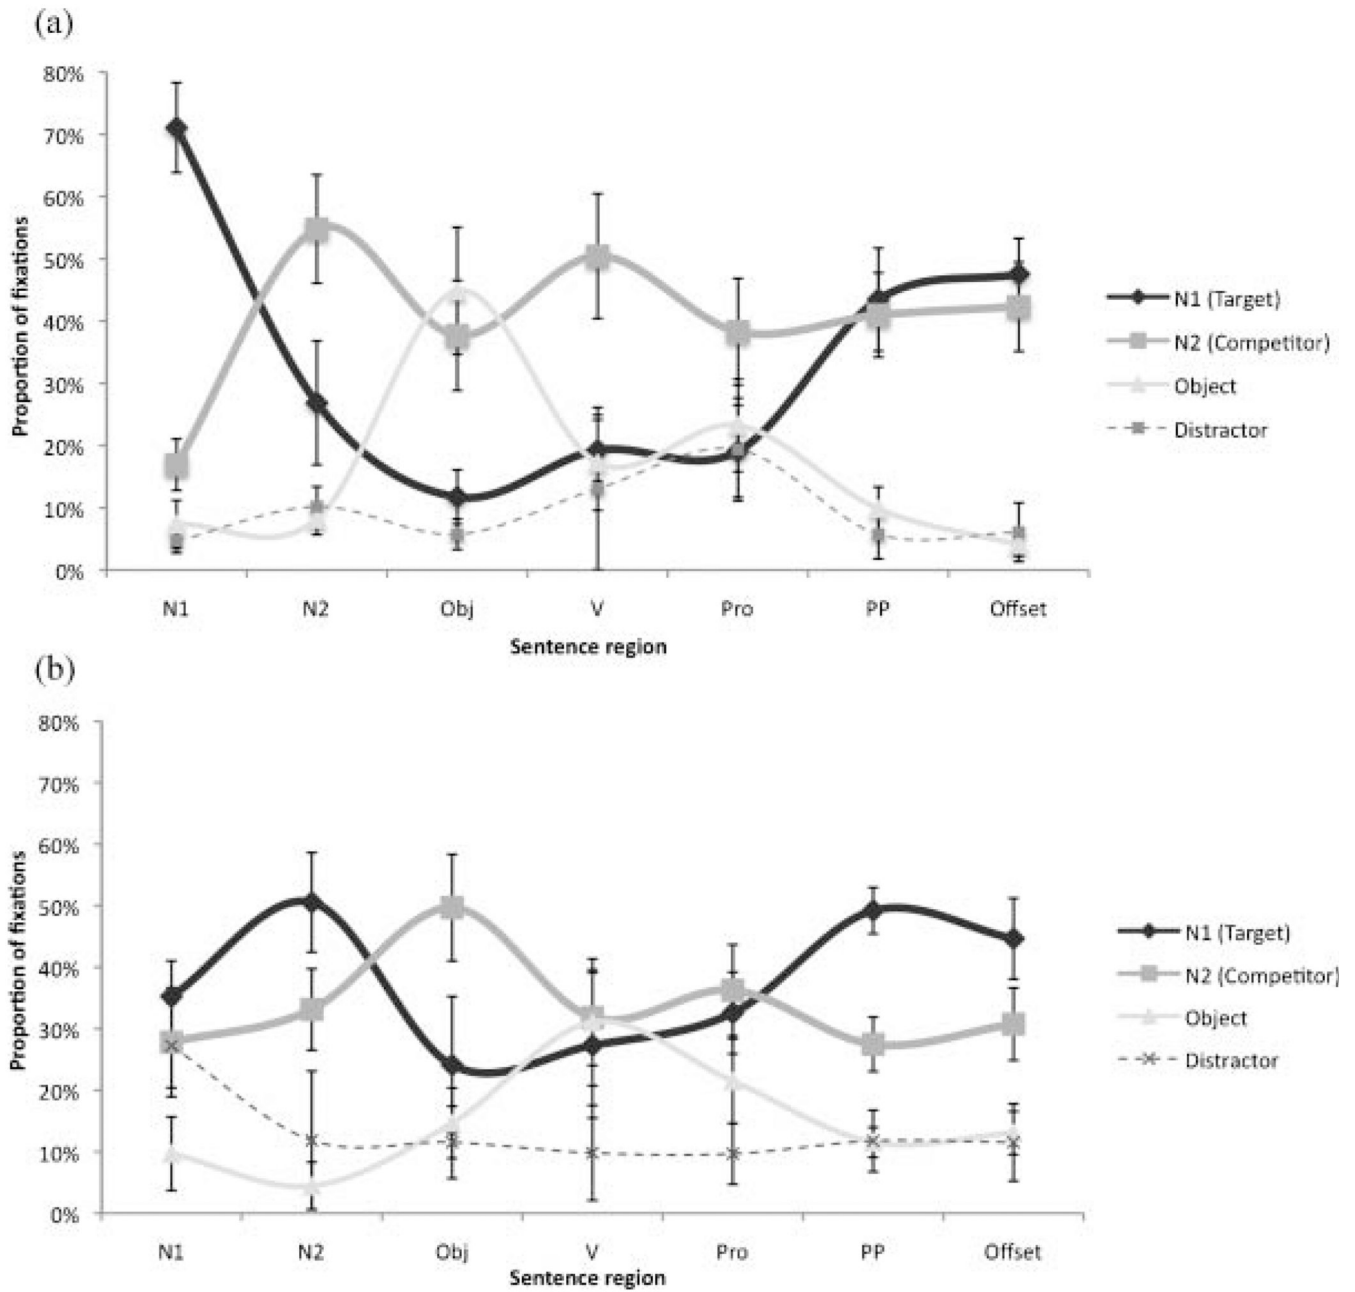 (a)
80%
70%
60%
50%
40%
30%
20%
10%
0%
Proportion of fixations
N1 N2 Obj V Pro PP Offset
Sentence region
N1 (Target)
N2 (Competitor)
Object
Distractor
(b)
80%
70%
60%
50%
40%
30%
20%
10%
0%
Proportion of fixations
N1 N2 Obj V Pro PP Offset
Sentence region
N1 (Target)
N2 (Competitor)
Object
Distractor